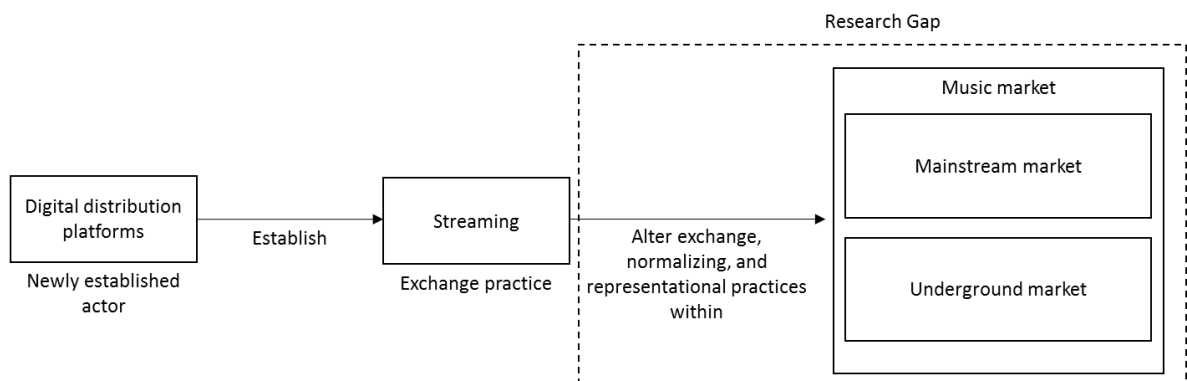 Research Gap
Music market
Mainstream market
Digital distribution
platforms
Streaming
Establish
Alter exchange,
normalizing, and
representational practices
within
Newly established
actor
Exchange practice
Underground market